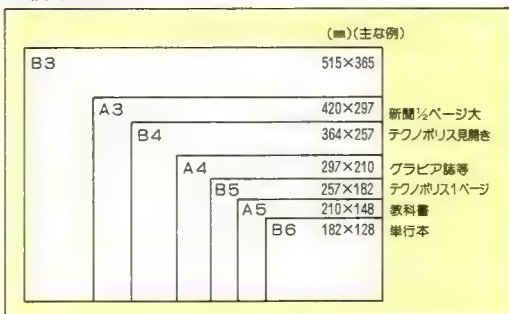 (㎜)(主な例)
B3 515×365
A3 420×297 新聞½ページ大
B4 364×257 テクノポリス見開き
A4 297×210 グラビア誌等
B5 257×182 テクノポリス1ページ
A5 210×148 教科書
B6 182×128 単行本